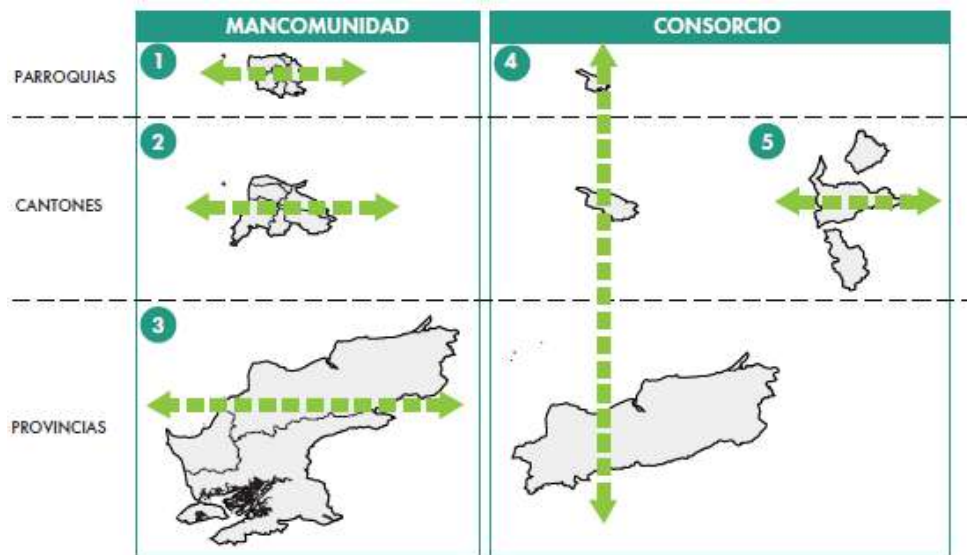 MANCOMUNIDAD CONSORCIO
1 4
PARROQUIAS
2 5
CANTONES
3
PROVINCIAS